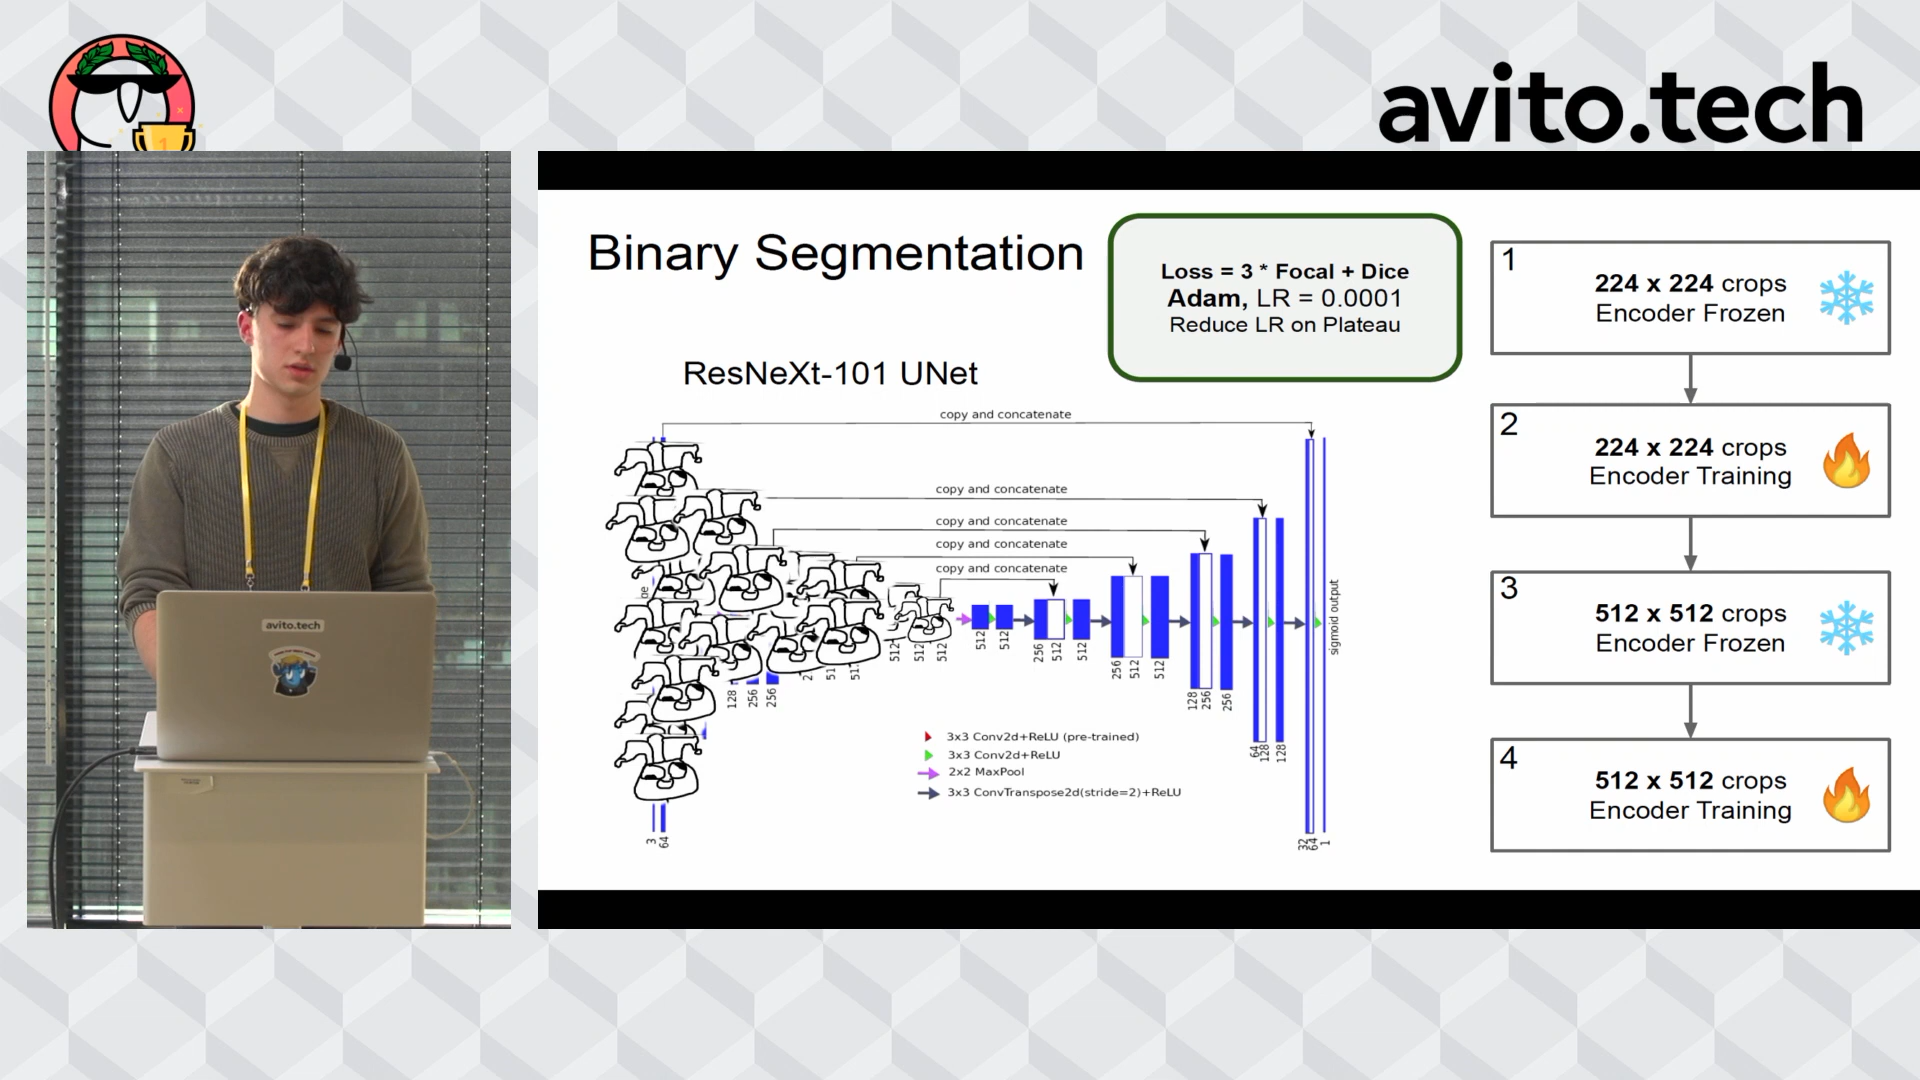 avito.tech
Binary Segmentation
Loss = 3 * Focal + Dice
Adam, LR = 0.0001
Reduce LR on Plateau
ResNeXt-101 UNet
copy and concatenate
copy and concatenate
copy and concatenate
copy and concatenate
copy and concatenate
3
64
128
256
256
512
512
512
512
512
256
512
512
256
512
512
128
256
256
64
128
128
32
64
1
sigmoid output
3x3 Conv2d+ReLU (pre-trained)
3x3 Conv2d+ReLU
2x2 MaxPool
3x3 ConvTranspose2d(stride=2)+ReLU
1
224 x 224 crops
Encoder Frozen
2
224 x 224 crops
Encoder Training
3
512 x 512 crops
Encoder Frozen
4
512 x 512 crops
Encoder Training
avito.tech
1